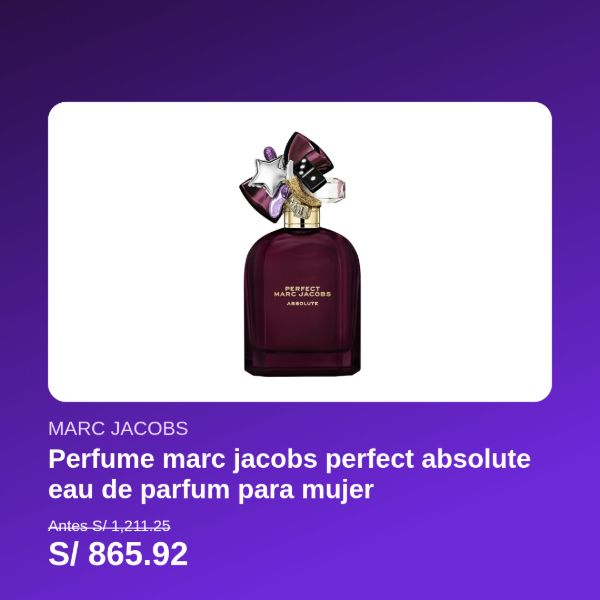 PERFECT
MARC JACOBS
ABSOLUTE
MARC JACOBS
Perfume marc jacobs perfect absolute
eau de parfum para mujer
Antes S/ 1,211.25
S/ 865.92